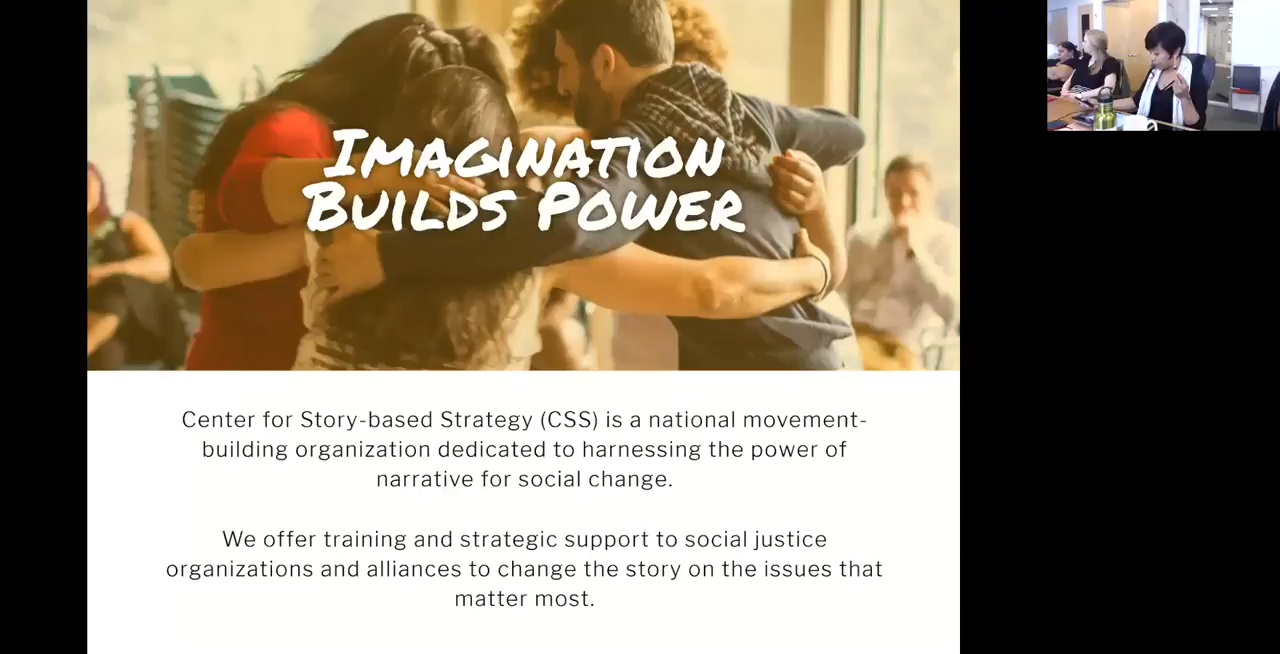 Imagination
Builds Power
Center for Story-based Strategy (CSS) is a national movement-
building organization dedicated to harnessing the power of
narrative for social change.
We offer training and strategic support to social justice
organizations and alliances to change the story on the issues that
matter most.